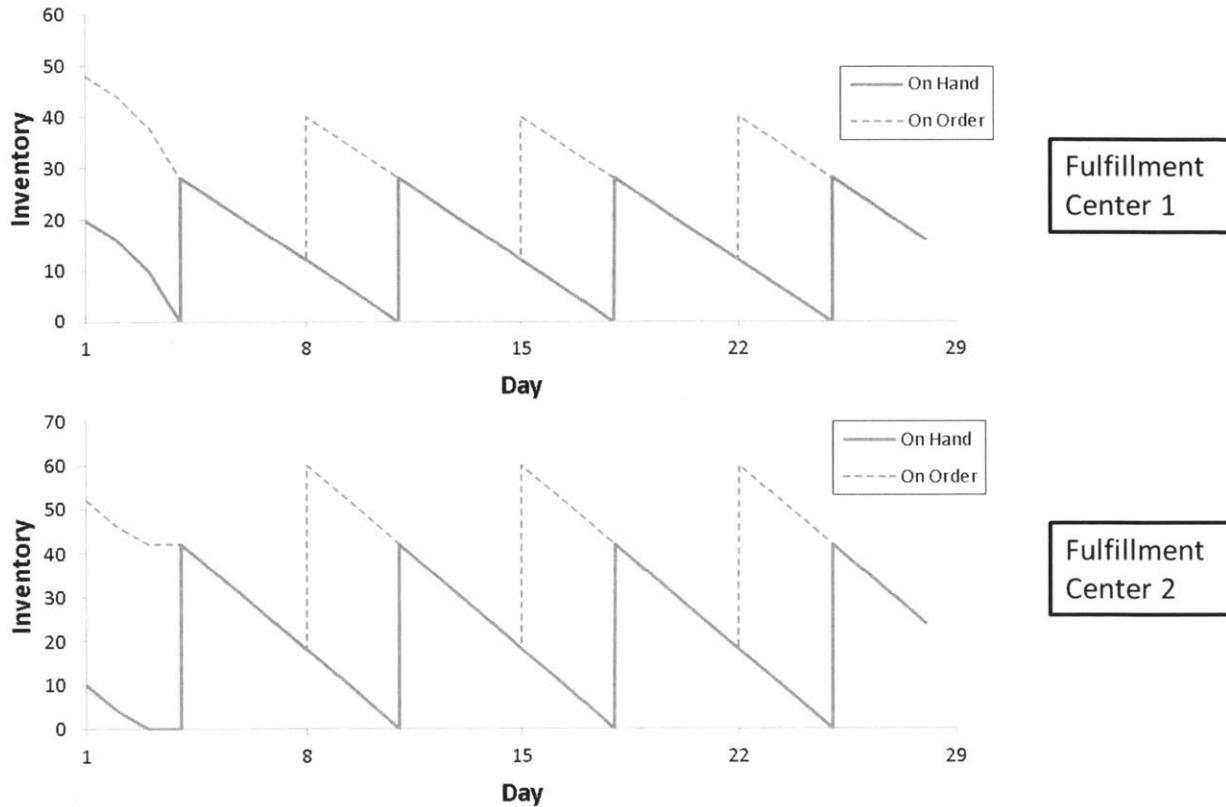 60
50
40
30
20
10
0
Inventory
1 8 15 22 29
Day
On Hand
On Order
Fulfillment
Center 1
70
60
50
40
30
20
10
0
Inventory
1 8 15 22 29
Day
On Hand
On Order
Fulfillment
Center 2